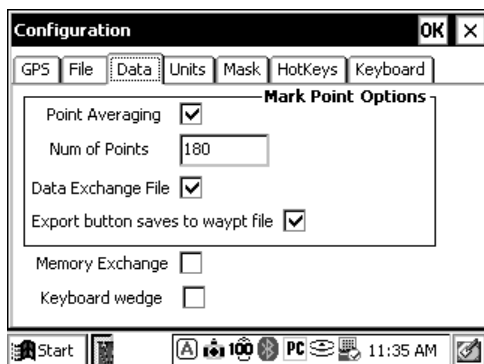 Configuration OK ×
GPS File Data Units Mask HotKeys Keyboard
Mark Point Options
Point Averaging
Num of Points 180
Data Exchange File
Export button saves to waypt file
Memory Exchange
Keyboard wedge
Start A 100 PC 11:35 AM